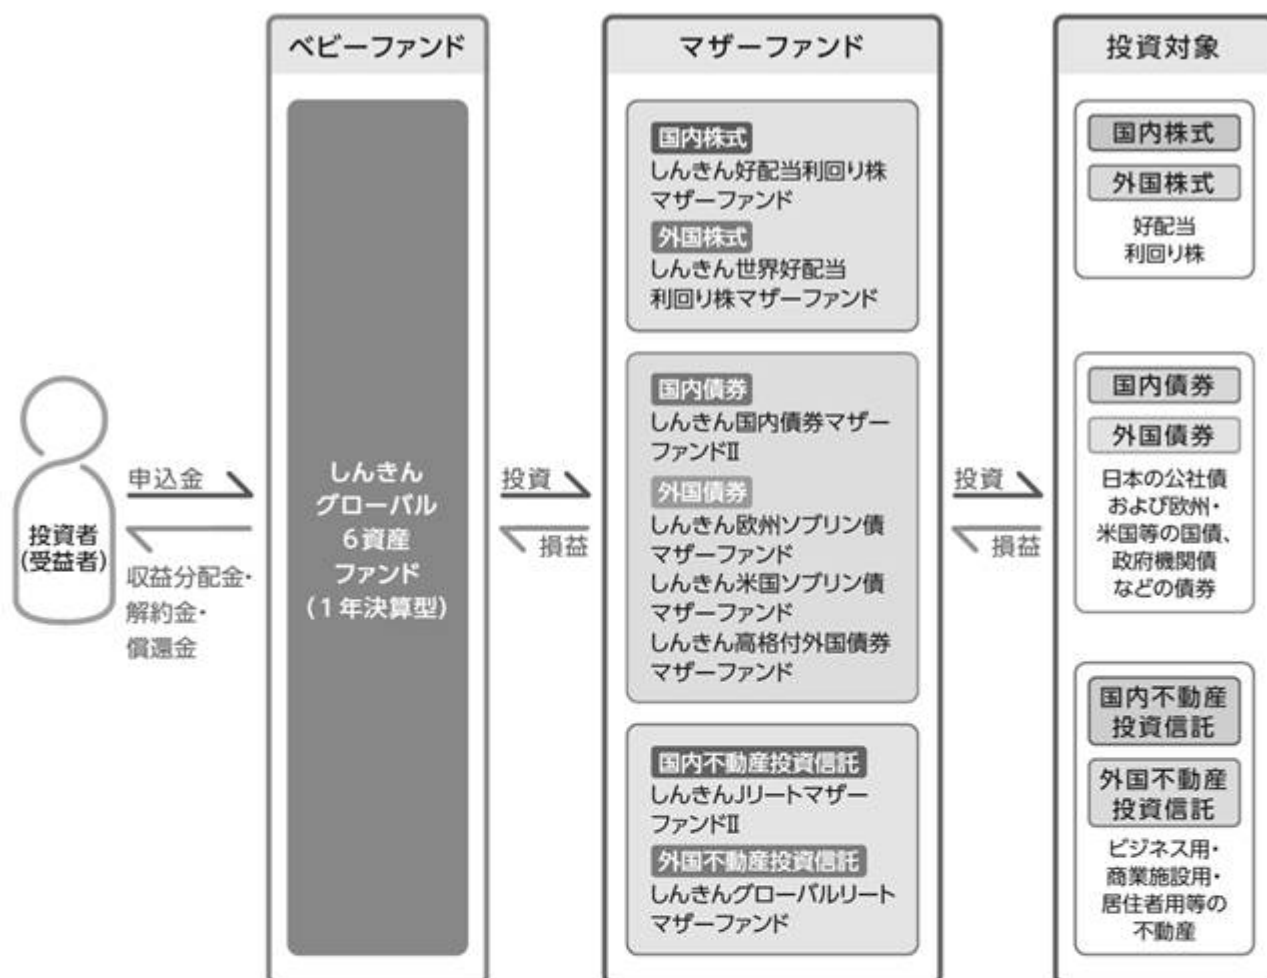 ベビーファンド
マザーファンド
投資対象
投資者
(受益者)
申込金
収益分配金・
解約金・
償還金
しんきん
グローバル
6資産
ファンド
(1年決算型)
投資
損益
国内株式
しんきん好配当利回り株
マザーファンド
外国株式
しんきん世界好配当
利回り株マザーファンド
国内債券
しんきん国内債券マザー
ファンドⅡ
外国債券
しんきん欧州ソブリン債
マザーファンド
しんきん米国ソブリン債
マザーファンド
しんきん高格付外国債券
マザーファンド
国内不動産投資信託
しんきんJリートマザー
ファンドⅡ
外国不動産投資信託
しんきんグローバルリート
マザーファンド
投資
損益
国内株式
外国株式
好配当
利回り株
国内債券
外国債券
日本の公社債
および欧州・
米国等の国債、
政府機関債
などの債券
国内不動産
投資信託
外国不動産
投資信託
ビジネス用・
商業施設用・
居住者用等の
不動産